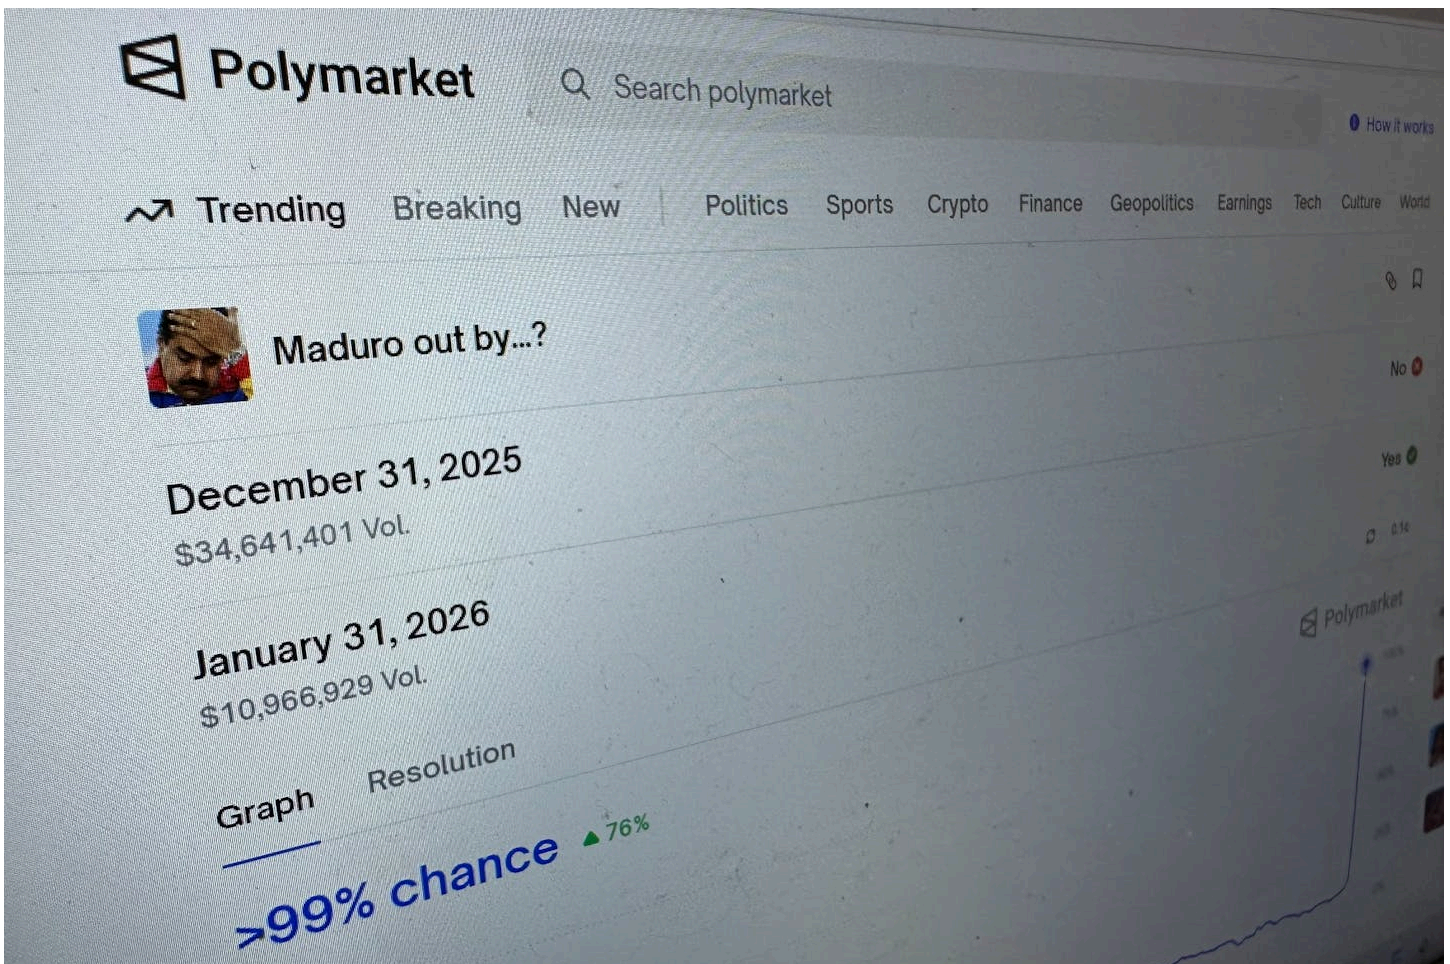 Polymarket
Search polymarket
How it works
Trending Breaking New Politics Sports Crypto Finance Geopolitics Earnings Tech Culture World
Maduro out by...?
December 31, 2025
$34,641,401 Vol.
No
January 31, 2026
$10,966,929 Vol.
Yes
Graph Resolution
>99% chance 76%
Polymarket